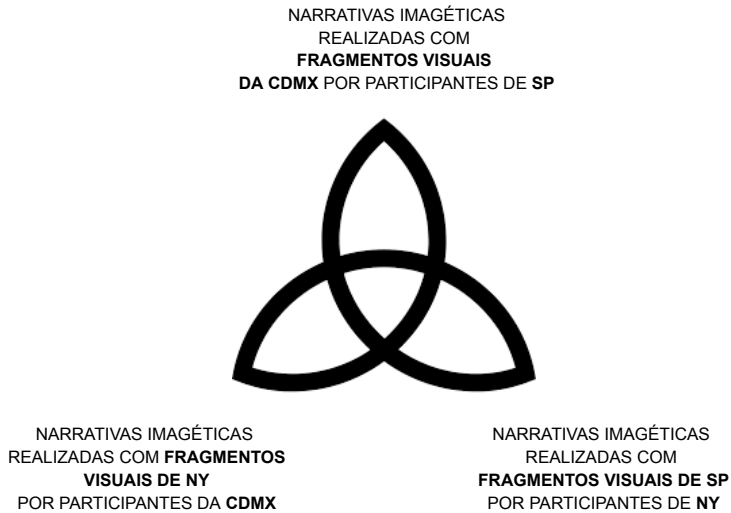 NARRATIVAS IMAGÉTICAS
REALIZADAS COM
FRAGMENTOS VISUAIS
DA CDMX POR PARTICIPANTES DE SP
NARRATIVAS IMAGÉTICAS
REALIZADAS COM FRAGMENTOS
VISUAIS DE NY
POR PARTICIPANTES DA CDMX
NARRATIVAS IMAGÉTICAS
REALIZADAS COM
FRAGMENTOS VISUAIS DE SP
POR PARTICIPANTES DE NY